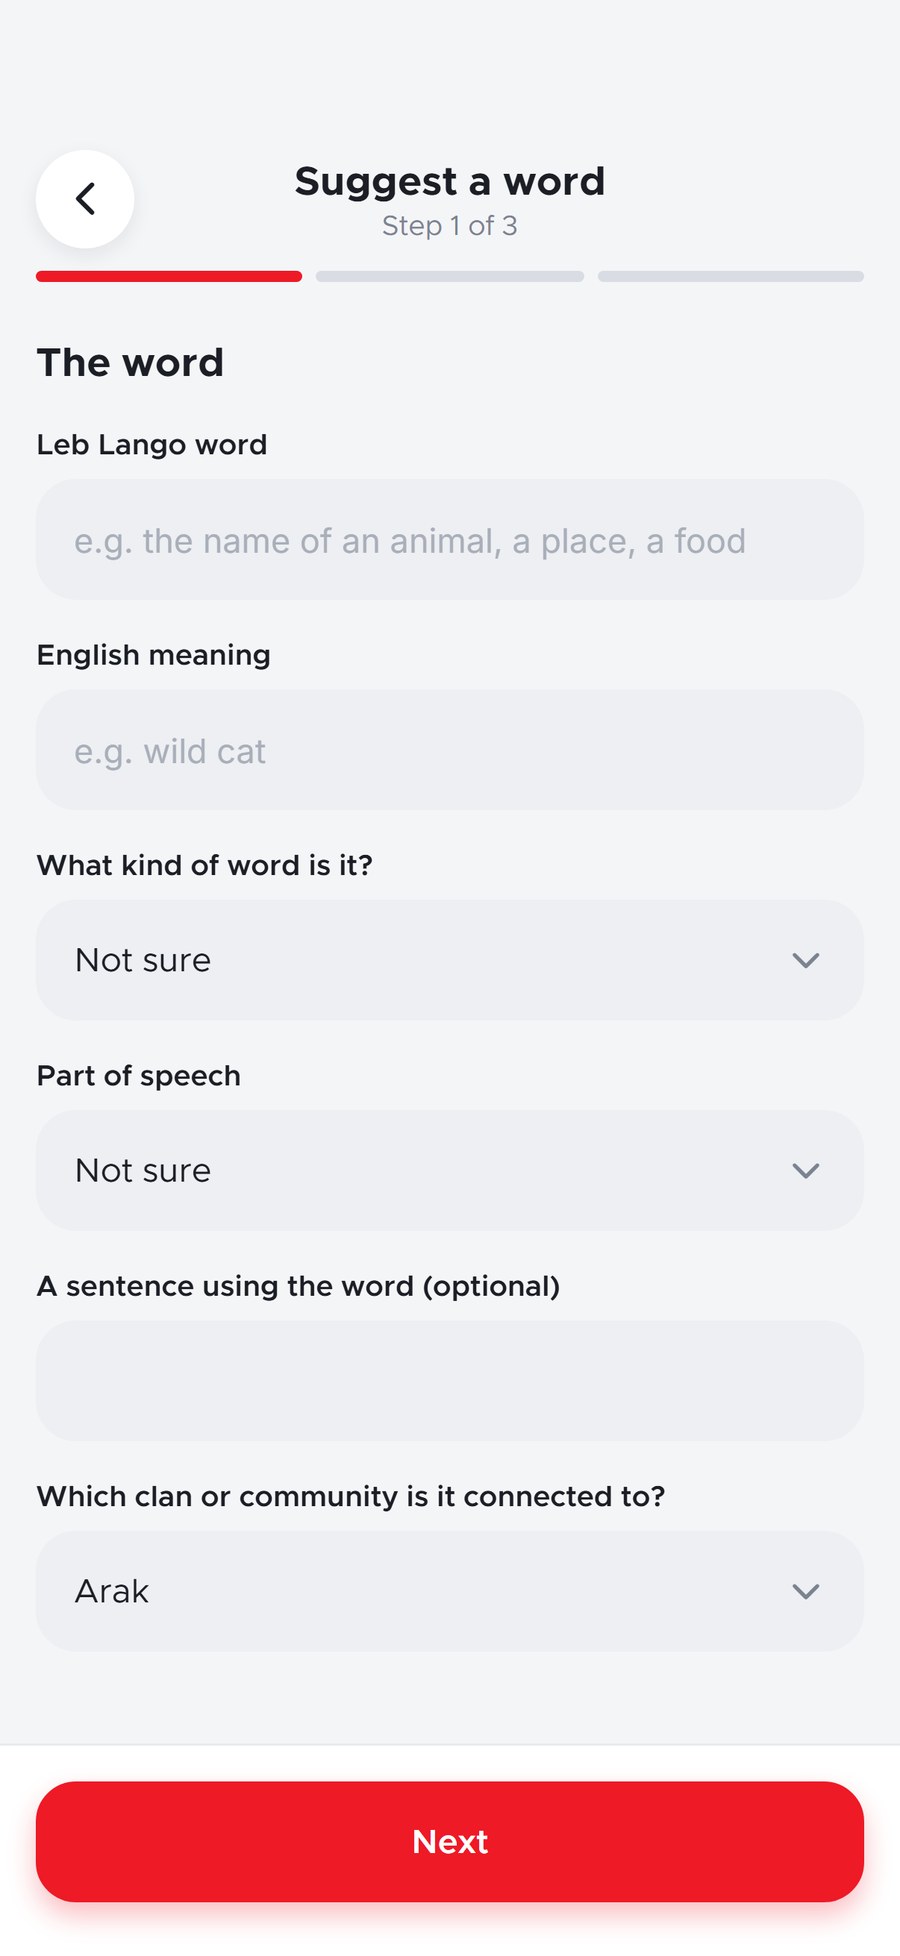 Suggest a word
Step 1 of 3
The word
Leb Lango word
e.g. the name of an animal, a place, a food
English meaning
e.g. wild cat
What kind of word is it?
Not sure
Part of speech
Not sure
A sentence using the word (optional)
Which clan or community is it connected to?
Arak
Next